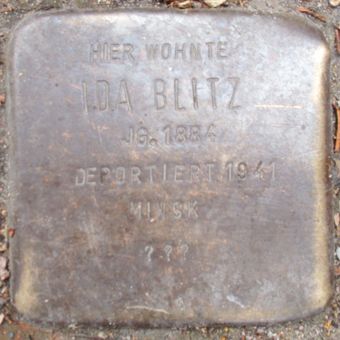 HIER WOHNTE
IDA BLITZ
JG. 1884
DEPORTIERT 1941
MINSK
???